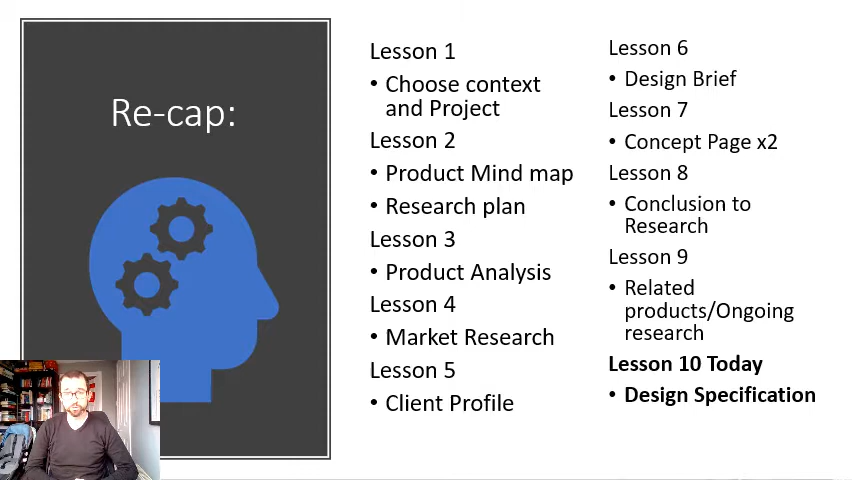 Re-cap:
Lesson 1
• Choose context
and Project
Lesson 2
• Product Mind map
• Research plan
Lesson 3
• Product Analysis
Lesson 4
• Market Research
Lesson 5
• Client Profile
Lesson 6
• Design Brief
Lesson 7
• Concept Page x2
Lesson 8
• Conclusion to
Research
Lesson 9
• Related
products/Ongoing
research
Lesson 10 Today
• Design Specification